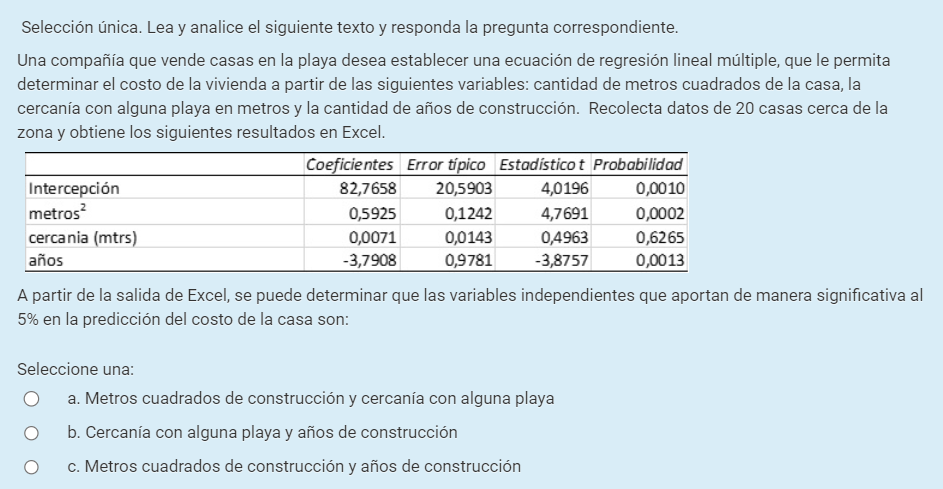 Selección única. Lea y analice el siguiente texto y responda la pregunta correspondiente.
Una compañía que vende casas en la playa desea establecer una ecuación de regresión lineal múltiple, que le permita
determinar el costo de la vivienda a partir de las siguientes variables: cantidad de metros cuadrados de la casa, la
cercanía con alguna playa en metros y la cantidad de años de construcción. Recolecta datos de 20 casas cerca de la
zona y obtiene los siguientes resultados en Excel.
Coeficientes Error típico Estadístico t Probabilidad
Intercepción 82,7658 20,5903 4,0196 0,0010
metros² 0,5925 0,1242 4,7691 0,0002
cercania (mtrs) 0,0071 0,0143 0,4963 0,6265
años -3,7908 0,9781 -3,8757 0,0013
A partir de la salida de Excel, se puede determinar que las variables independientes que aportan de manera significativa al
5% en la predicción del costo de la casa son:
Seleccione una:
a. Metros cuadrados de construcción y cercanía con alguna playa
b. Cercanía con alguna playa y años de construcción
c. Metros cuadrados de construcción y años de construcción